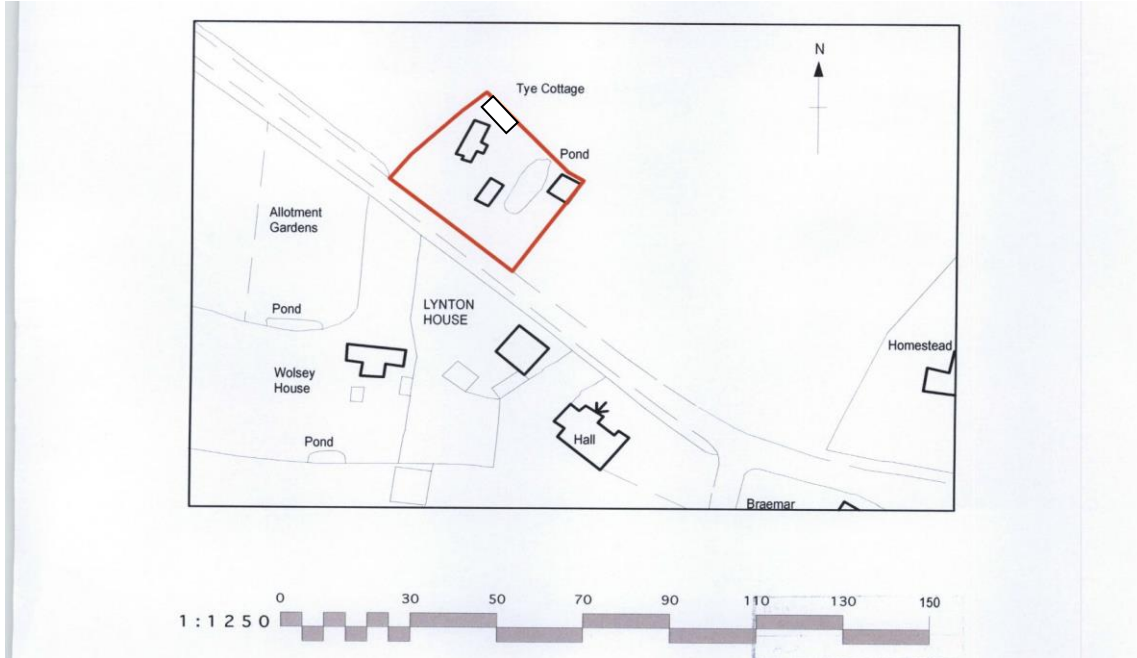 N
Tye Cottage
Pond
Allotment
Gardens
LYNTON
HOUSE
Pond
Homestead
Wolsey
House
Hall
Pond
Braemar
0 30 50 70 90 110 130 150
1:1250